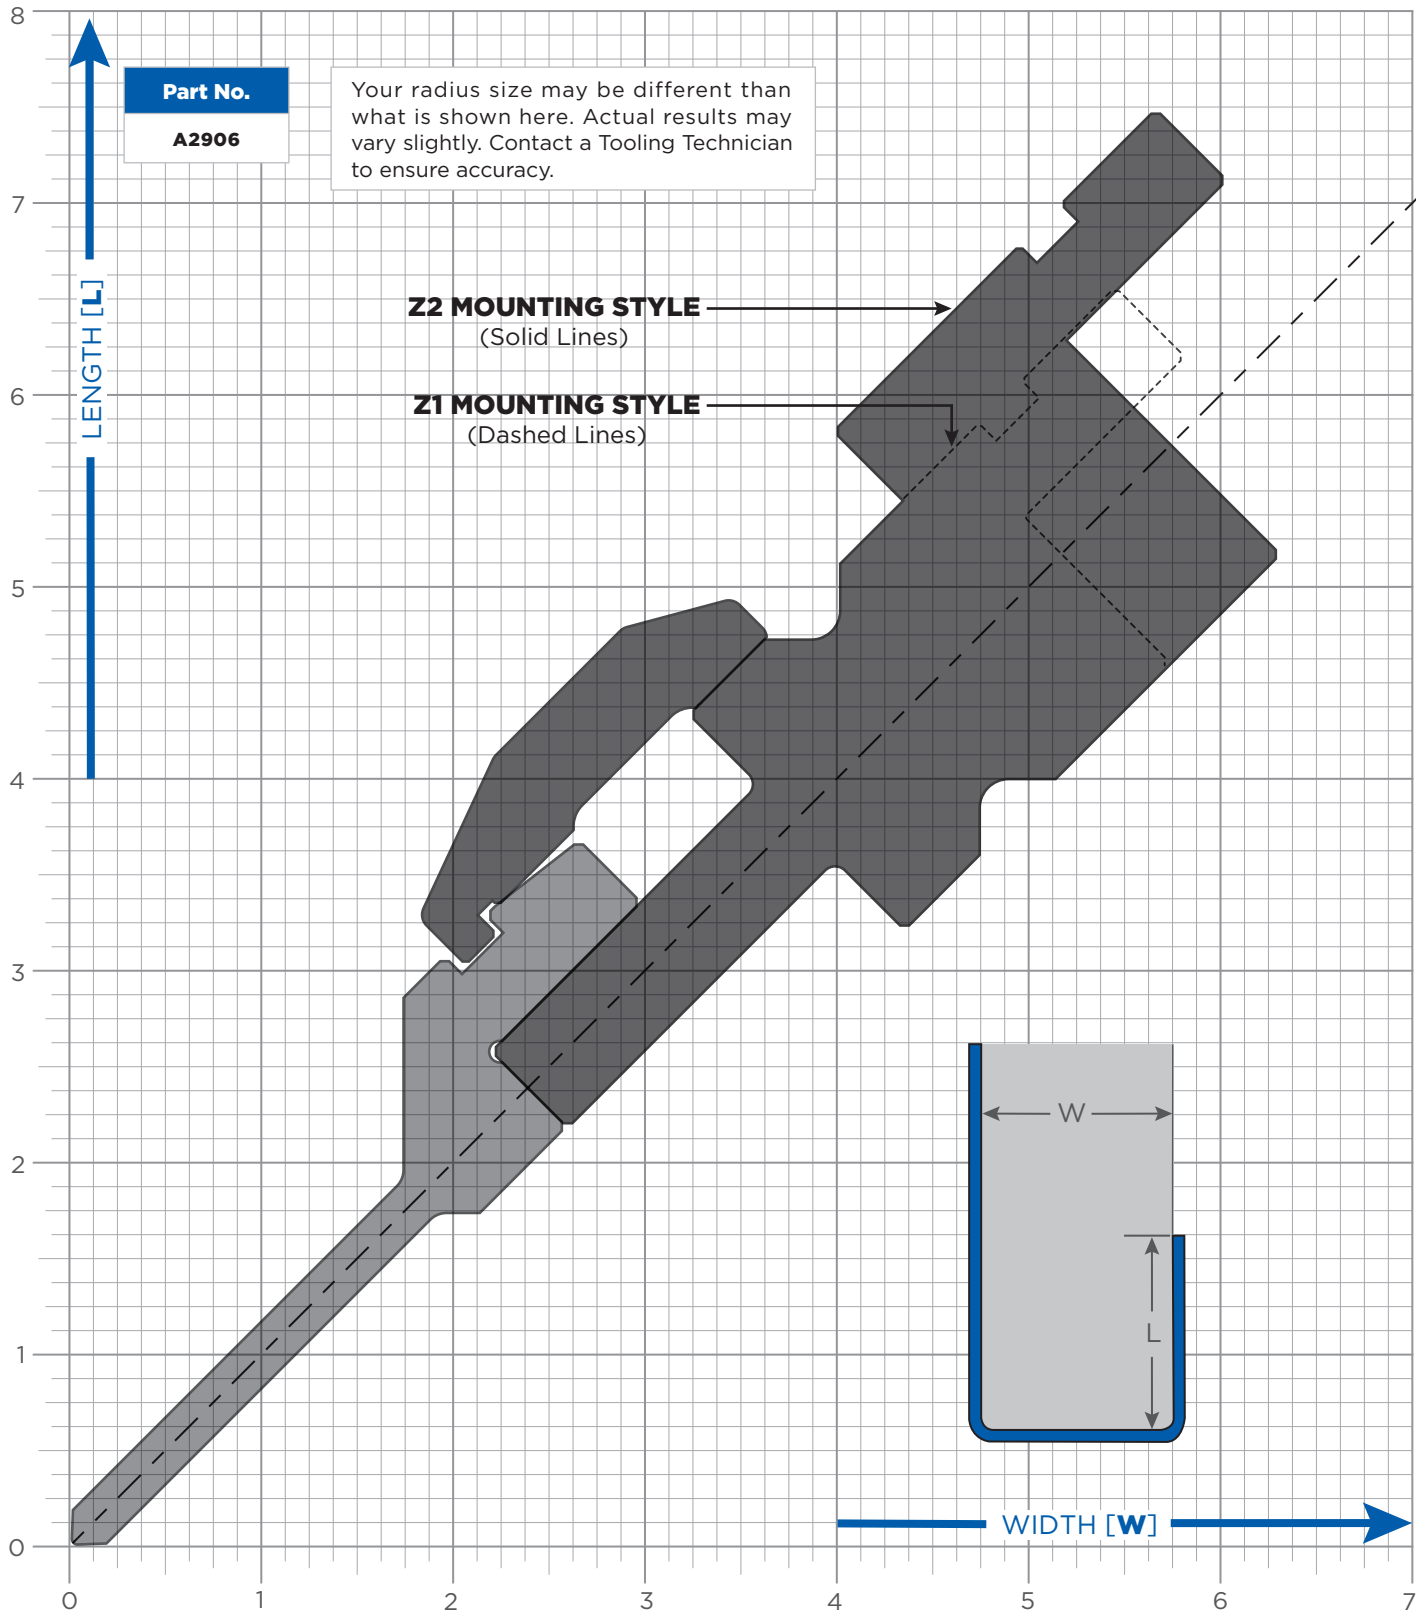 8
Part No.
A2906
Your radius size may be different than
what is shown here. Actual results may
vary slightly. Contact a Tooling Technician
to ensure accuracy.
7
LENGTH [L]
Z2 MOUNTING STYLE
(Solid Lines)
6
Z1 MOUNTING STYLE
(Dashed Lines)
5
4
3
W
2
L
1
WIDTH [W]
0
0 1 2 3 4 5 6 7